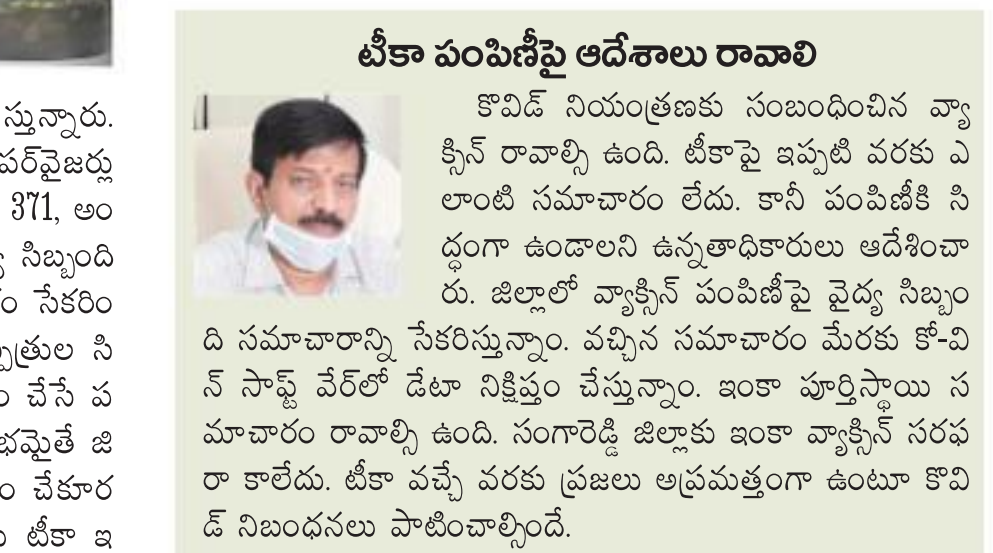 స్తున్నారు.
పర్‌వైజర్లు
371, అం
సిబ్బంది
సేకరిం
సి
చేసే ప
జి
చేకూర
టీకా ఇ
టీకా పంపిణీపై ఆదేశాలు రావాలి
కొవిడ్ నియంత్రణకు సంబంధించిన వ్యా
క్సిన్ రావాల్సి ఉంది. టీకాపై ఇప్పటి వరకు ఎ
లాంటి సమాచారం లేదు. కానీ పంపిణీకి సి
ద్ధంగా ఉండాలని ఉన్నతాధికారులు ఆదేశించా
రు. జిల్లాలో వ్యాక్సిన్ పంపిణీపై వైద్య సిబ్బం
ది సమాచారాన్ని సేకరిస్తున్నాం. వచ్చిన సమాచారం మేరకు కో-వి
న్ సాఫ్ట్ వేర్‌లో డేటా నిక్షిప్తం చేస్తున్నాం. ఇంకా పూర్తిస్థాయి స
మాచారం రావాల్సి ఉంది. సంగారెడ్డి జిల్లాకు ఇంకా వ్యాక్సిన్ సరఫ
రా కాలేదు. టీకా వచ్చే వరకు ప్రజలు అప్రమత్తంగా ఉంటూ కొవి
డ్ నిబంధనలు పాటించాల్సిందే.